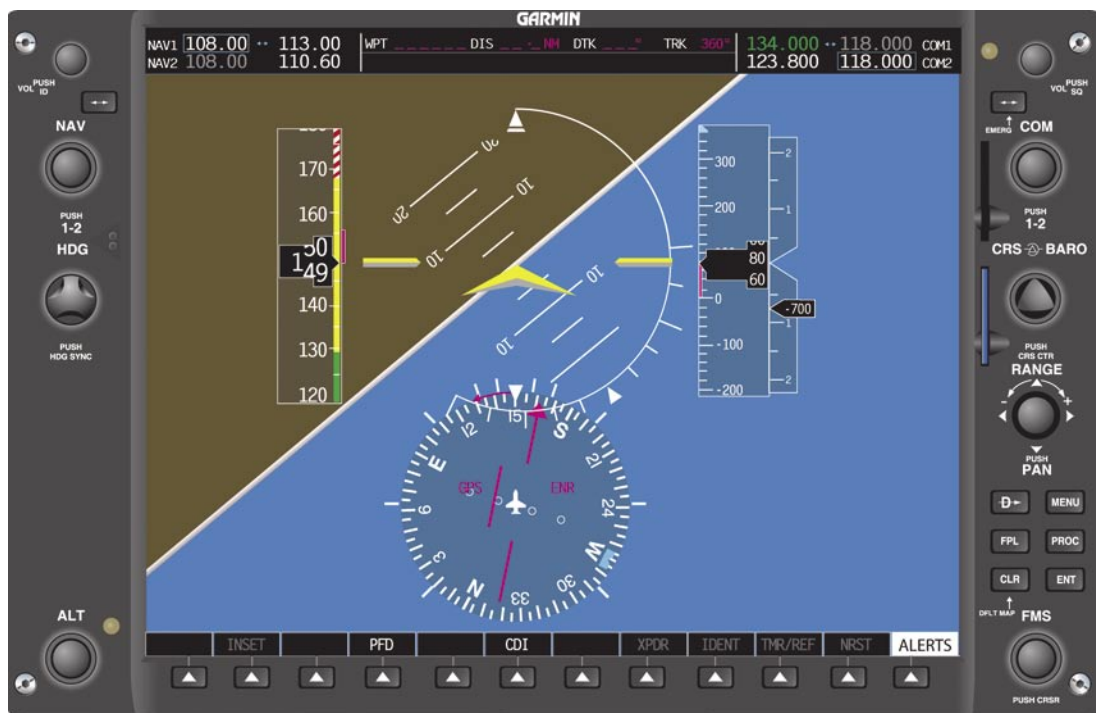 GARMIN
NAV1 108.00 ↔ 113.00
NAV2 108.00 110.60
WPT _ _ _ _ _ _ DIS _ _ _._ NM DTK _ _ _° TRK 360°
134.000 ↔ 118.000 COM1
123.800 118.000 COM2
VOL PUSH ID
NAV
PUSH
1-2
HDG
PUSH
HDG SYNC
ALT
170
160
150
149
140
130
120
20
20
10
10
10
10
300
200
80
60
0
-100
-200
2
1
-700
1
2
12
15
S
21
24
W
30
33
N
3
6
E
GPS
ENR
INSET
PFD
CDI
XPDR
IDENT
TMR/REF
NRST
ALERTS
VOL PUSH SQ
EMERG
COM
PUSH
1-2
CRS BARO
PUSH
CRS CTR
RANGE
- +
PUSH
PAN
D
MENU
FPL
PROC
CLR
ENT
DFLT MAP
FMS
PUSH CRSR